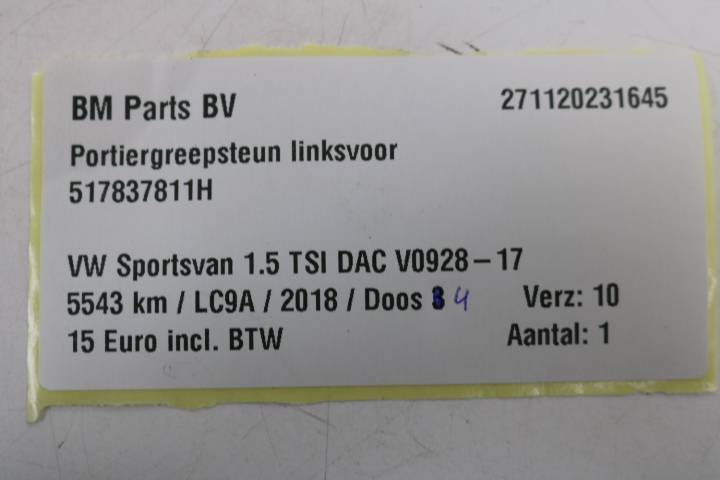 BM Parts BV 271120231645
Portiergreepsteun linksvoor
517837811H
VW Sportsvan 1.5 TSI DAC V0928-17
5543 km / LC9A / 2018 / Doos 4 Verz: 10
15 Euro incl. BTW Aantal: 1